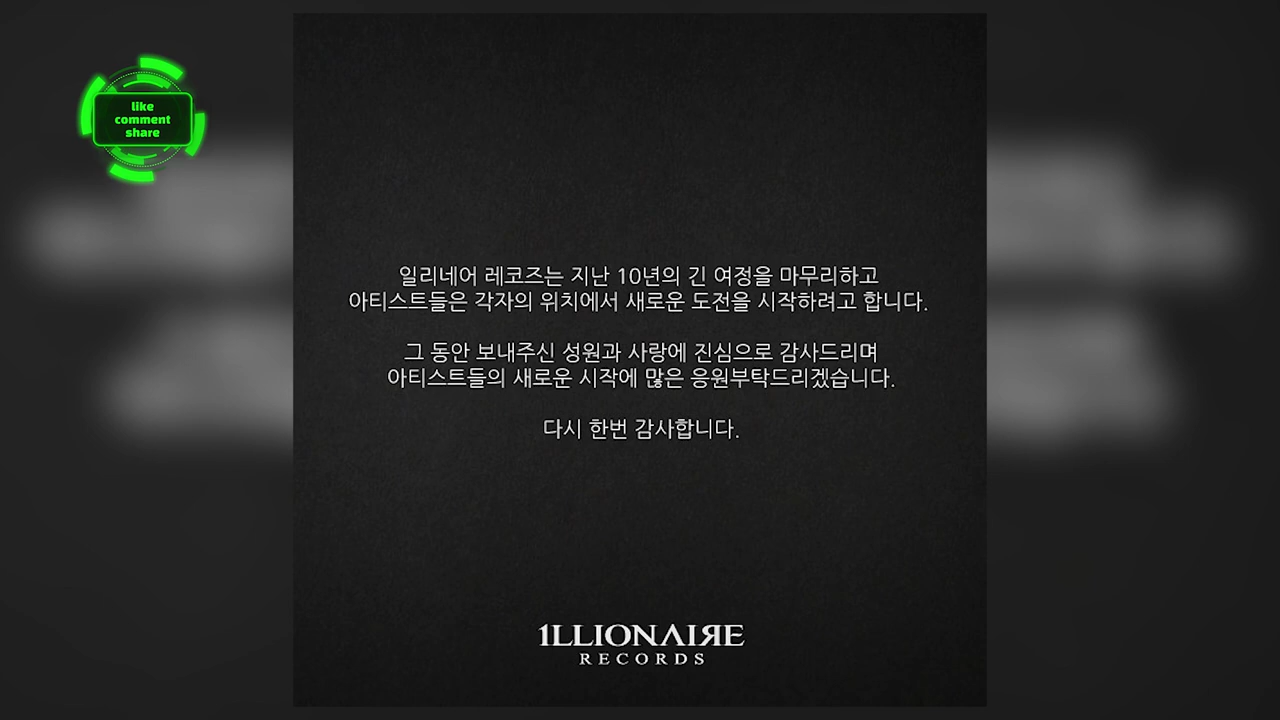 like
comment
share
일리네어 레코즈는 지난 10년의 긴 여정을 마무리하고
아티스트들은 각자의 위치에서 새로운 도전을 시작하려고 합니다.
그 동안 보내주신 성원과 사랑에 진심으로 감사드리며
아티스트들의 새로운 시작에 많은 응원부탁드리겠습니다.
다시 한번 감사합니다.
1LLIONAIRE
RECORDS